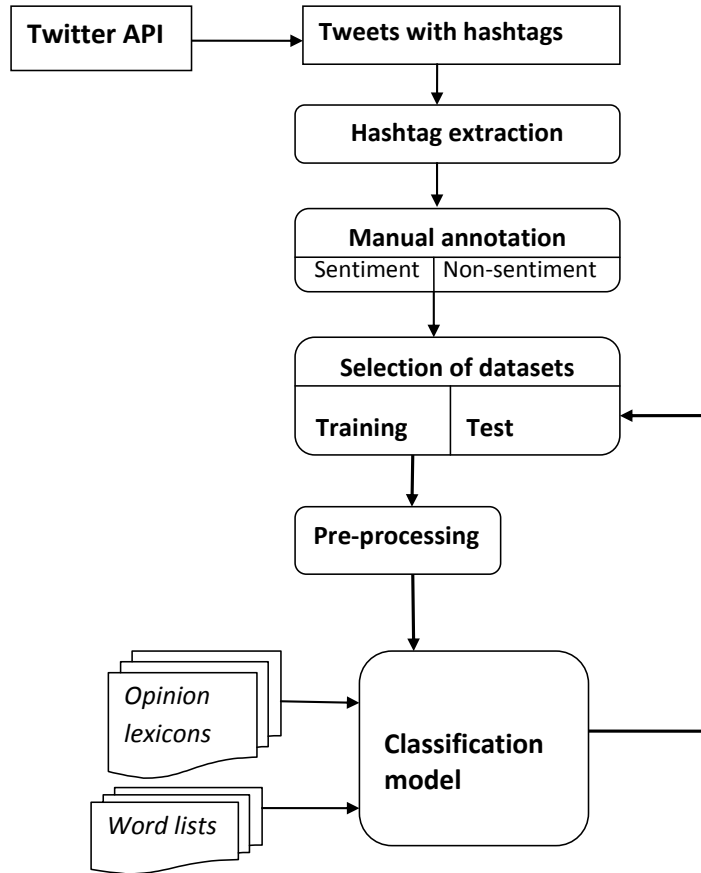 Twitter API
Tweets with hashtags
Hashtag extraction
Manual annotation
Sentiment
Non-sentiment
Selection of datasets
Training
Test
Pre-processing
Opinion
lexicons
Classification
model
Word lists